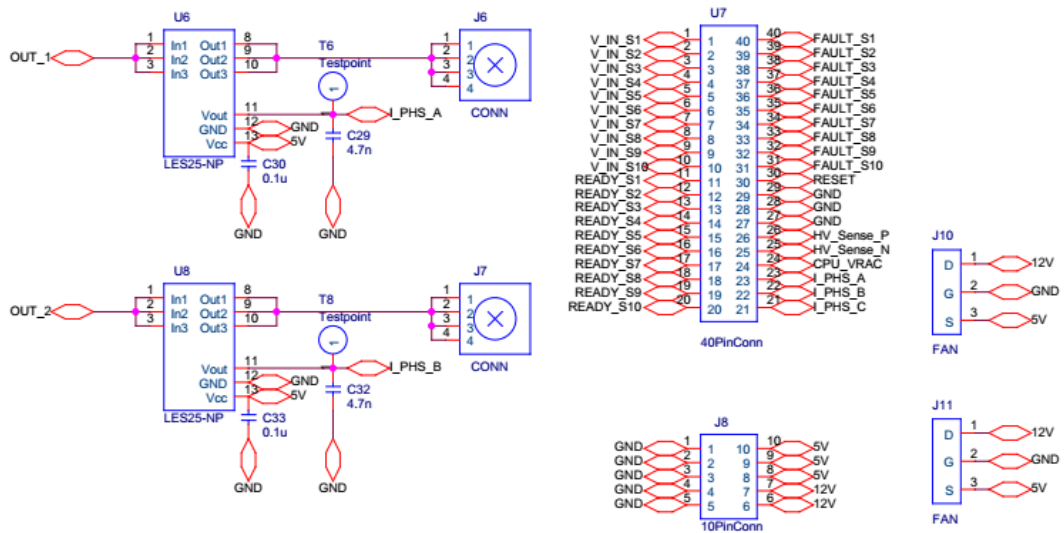 U6
OUT_1
1 In1 Out1 8
2 In2 Out2 9
3 In3 Out3 10
Vout 11
GND 12 GND
Vcc 13 5V
LES25-NP
C30
0.1u
GND
T6
Testpoint
1
I_PHS_A
C29
4.7n
GND
J6
1 1
2 2
3 3
4 4
CONN
U8
OUT_2
1 In1 Out1 8
2 In2 Out2 9
3 In3 Out3 10
Vout 11
GND 12 GND
Vcc 13 5V
LES25-NP
C33
0.1u
GND
T8
Testpoint
1
I_PHS_B
C32
4.7n
GND
J7
1 1
2 2
3 3
4 4
CONN
U7
V_IN_S1 1 1 40 40 FAULT_S1
V_IN_S2 2 2 39 39 FAULT_S2
V_IN_S3 3 3 38 38 FAULT_S3
V_IN_S4 4 4 37 37 FAULT_S4
V_IN_S5 5 5 36 36 FAULT_S5
V_IN_S6 6 6 35 35 FAULT_S6
V_IN_S7 7 7 34 34 FAULT_S7
V_IN_S8 8 8 33 33 FAULT_S8
V_IN_S9 9 9 32 32 FAULT_S9
V_IN_S10 10 10 31 31 FAULT_S10
READY_S1 11 11 30 30 RESET
READY_S2 12 12 29 29 GND
READY_S3 13 13 28 28 GND
READY_S4 14 14 27 27 GND
READY_S5 15 15 26 26 HV_Sense_P
READY_S6 16 16 25 25 HV_Sense_N
READY_S7 17 17 24 24 CPU_VRAC
READY_S8 18 18 23 23 I_PHS_A
READY_S9 19 19 22 22 I_PHS_B
READY_S10 20 20 21 21 I_PHS_C
40PinConn
J8
GND 1 1 10 10 5V
GND 2 2 9 9 5V
GND 3 3 8 8 5V
GND 4 4 7 7 12V
GND 5 5 6 6 12V
10PinConn
J10
D 1 12V
G 2 GND
S 3 5V
FAN
J11
D 1 12V
G 2 GND
S 3 5V
FAN